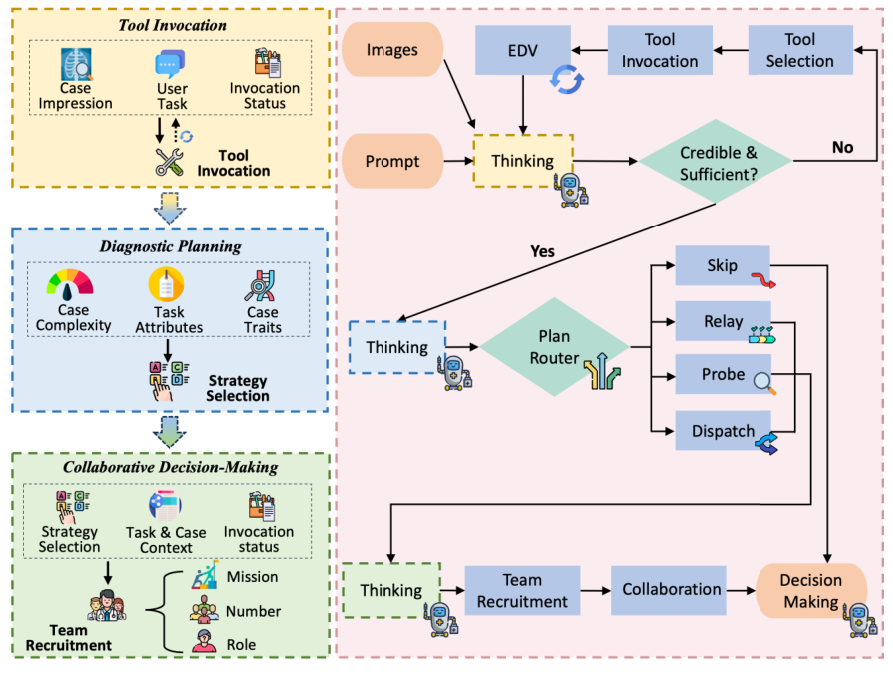 Tool Invocation
Case
Impression
User
Task
Invocation
Status
Tool
Invocation
Diagnostic Planning
Case
Complexity
Task
Attributes
Case
Traits
A
C
B
D
Strategy
Selection
Collaborative Decision-Making
A
C
B
D
Strategy
Selection
Task & Case
Context
Invocation
status
Team
Recruitment
Mission
Number
Role
Images
EDV
Tool
Invocation
Tool
Selection
Prompt
Thinking
Credible &
Sufficient?
No
Yes
Thinking
Plan
Router
Skip
Relay
Probe
Dispatch
Thinking
Team
Recruitment
Collaboration
Decision
Making